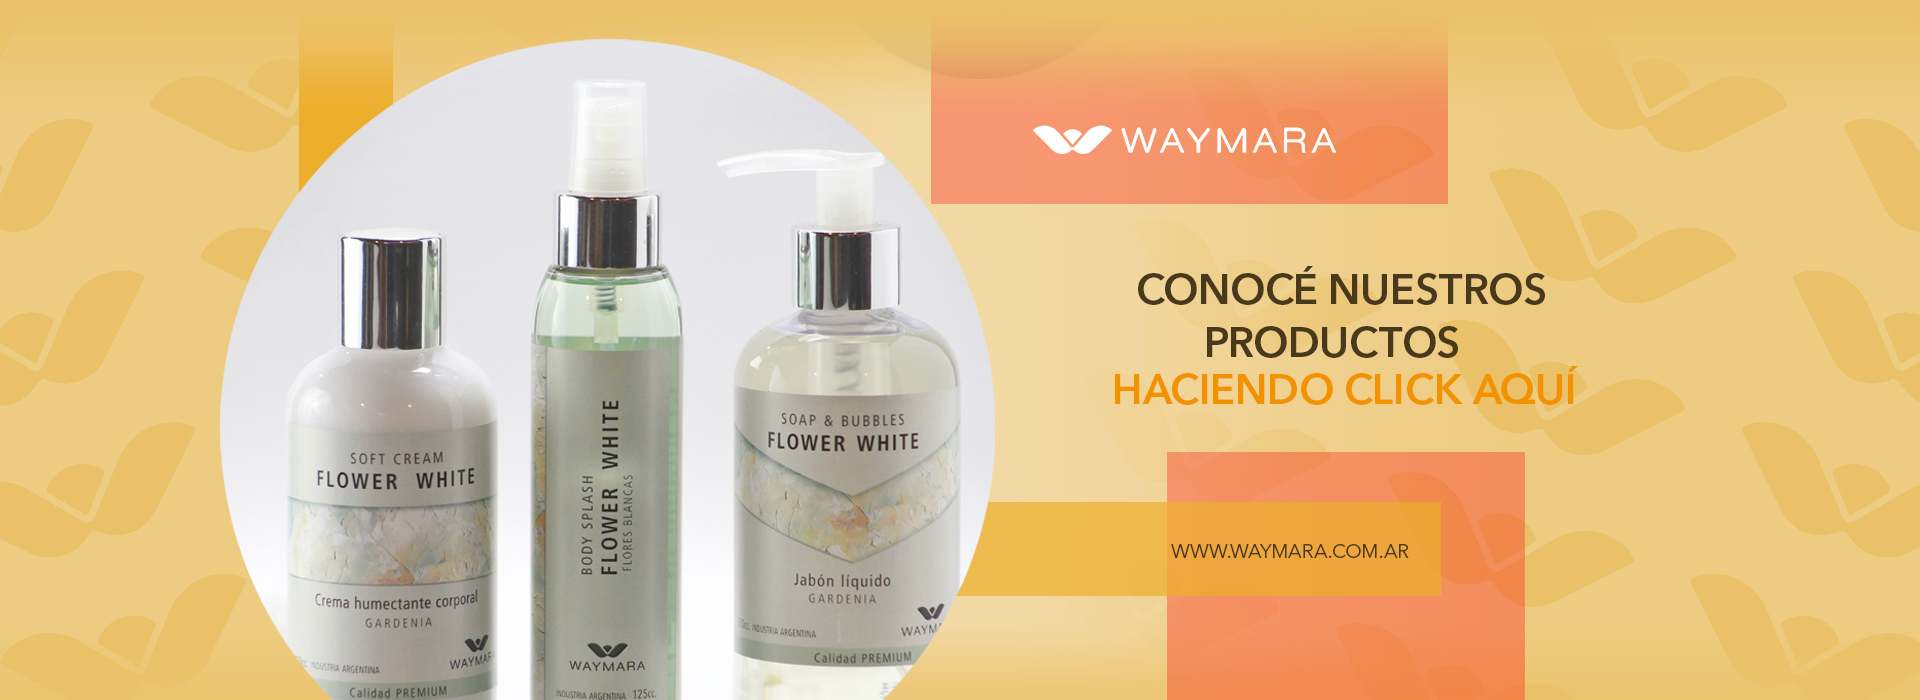 WAYMARA
CONOCÉ NUESTROS
PRODUCTOS
HACIENDO CLICK AQUÍ
WWW.WAYMARA.COM.AR
SOFT CREAM
FLOWER WHITE
Crema humectante corporal
GARDENIA
INDUSTRIA ARGENTINA
Calidad PREMIUM
BODY SPLASH
FLOWER WHITE
FLORES BLANCAS
WAYMARA
INDUSTRIA ARGENTINA 125cc.
SOAP & BUBBLES
FLOWER WHITE
Jabón líquido
GARDENIA
INDUSTRIA ARGENTINA
Calidad PREMIUM